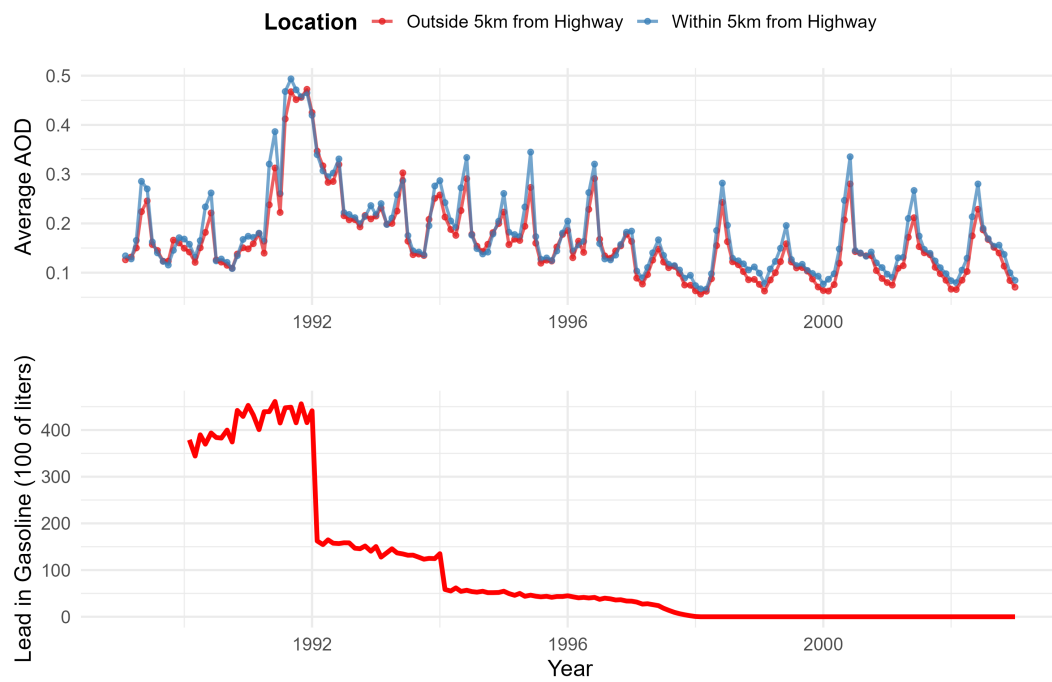 Location Outside 5km from Highway Within 5km from Highway
Average AOD
0.5
0.4
0.3
0.2
0.1
1992 1996 2000
Lead in Gasoline (100 of liters)
400
300
200
100
0
1992 1996 2000
Year